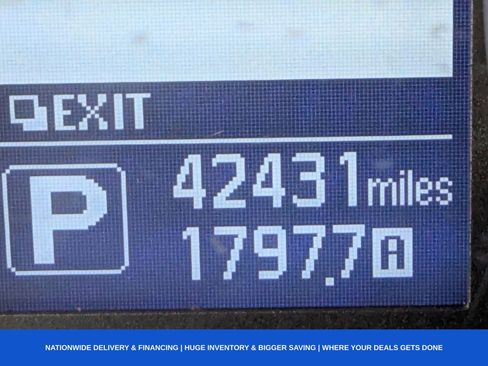 EXIT
P
42431 miles
1797.7 A
NATIONWIDE DELIVERY & FINANCING | HUGE INVENTORY & BIGGER SAVING | WHERE YOUR DEALS GETS DONE